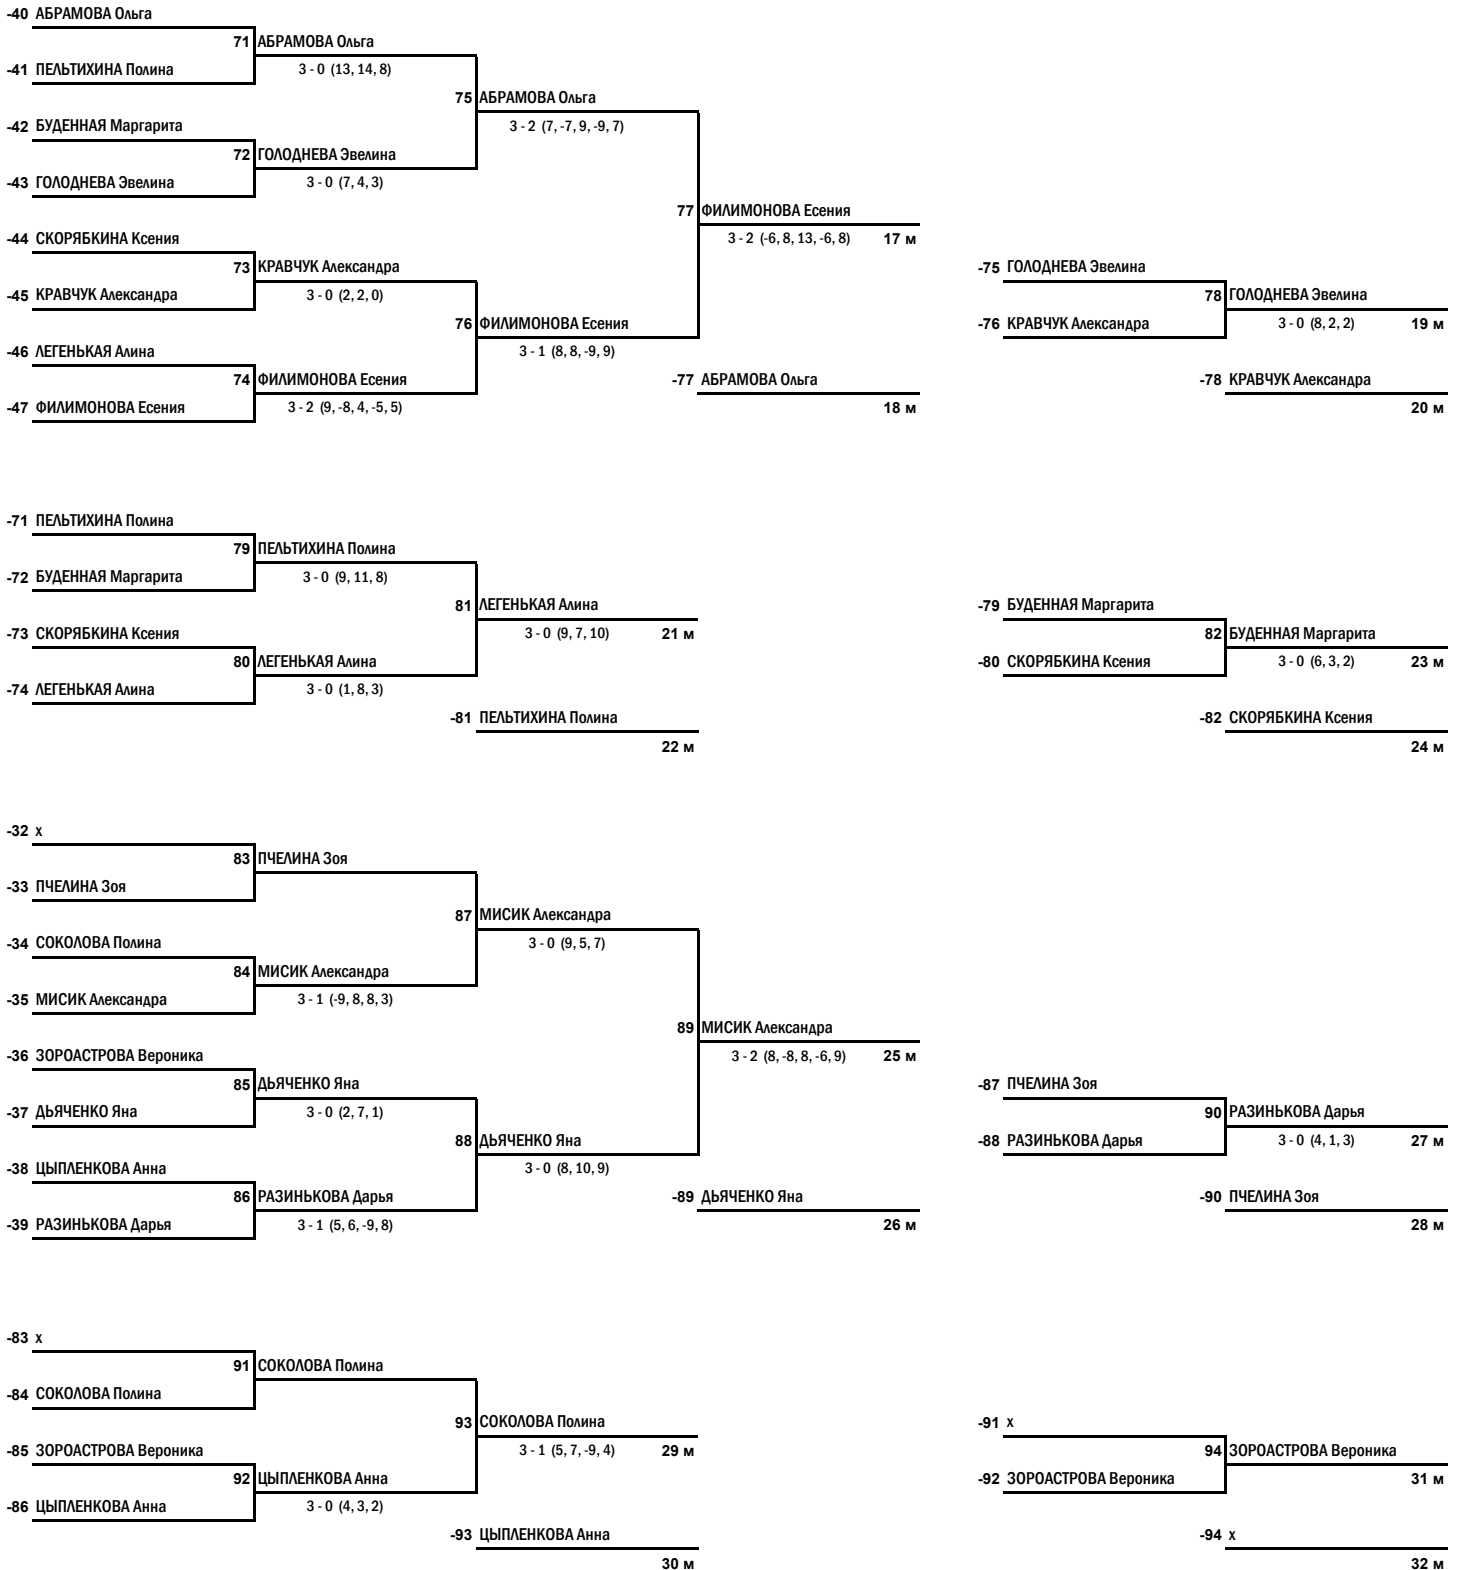 -40 АБРАМОВА Ольга
71 АБРАМОВА Ольга
-41 ПЕЛЬТИХИНА Полина
3 - 0 (13, 14, 8)
75 АБРАМОВА Ольга
-42 БУДЕННАЯ Маргарита
3 - 2 (7, -7, 9, -9, 7)
72 ГОЛОДНЕВА Эвелина
-43 ГОЛОДНЕВА Эвелина
3 - 0 (7, 4, 3)
77 ФИЛИМОНОВА Есения
-44 СКОРЯБКИНА Ксения
3 - 2 (-6, 8, 13, -6, 8) 17 м
73 КРАВЧУК Александра
-45 КРАВЧУК Александра
3 - 0 (2, 2, 0)
76 ФИЛИМОНОВА Есения
-46 ЛЕГЕНЬКАЯ Алина
3 - 1 (8, 8, -9, 9)
74 ФИЛИМОНОВА Есения
-47 ФИЛИМОНОВА Есения
3 - 2 (9, -8, 4, -5, 5)
-77 АБРАМОВА Ольга
18 м
-75 ГОЛОДНЕВА Эвелина
78 ГОЛОДНЕВА Эвелина
-76 КРАВЧУК Александра
3 - 0 (8, 2, 2) 19 м
-78 КРАВЧУК Александра
20 м
-71 ПЕЛЬТИХИНА Полина
79 ПЕЛЬТИХИНА Полина
-72 БУДЕННАЯ Маргарита
3 - 0 (9, 11, 8)
81 ЛЕГЕНЬКАЯ Алина
-73 СКОРЯБКИНА Ксения
3 - 0 (9, 7, 10) 21 м
80 ЛЕГЕНЬКАЯ Алина
-74 ЛЕГЕНЬКАЯ Алина
3 - 0 (1, 8, 3)
-81 ПЕЛЬТИХИНА Полина
22 м
-79 БУДЕННАЯ Маргарита
82 БУДЕННАЯ Маргарита
-80 СКОРЯБКИНА Ксения
3 - 0 (6, 3, 2) 23 м
-82 СКОРЯБКИНА Ксения
24 м
-32 х
83 ПЧЕЛИНА Зоя
-33 ПЧЕЛИНА Зоя
87 МИСИК Александра
-34 СОКОЛОВА Полина
3 - 0 (9, 5, 7)
84 МИСИК Александра
-35 МИСИК Александра
3 - 1 (-9, 8, 8, 3)
89 МИСИК Александра
-36 ЗОРОАСТРОВА Вероника
3 - 2 (8, -8, 8, -6, 9) 25 м
85 ДЬЯЧЕНКО Яна
-37 ДЬЯЧЕНКО Яна
3 - 0 (2, 7, 1)
88 ДЬЯЧЕНКО Яна
-38 ЦЫПЛЕНКОВА Анна
3 - 0 (8, 10, 9)
86 РАЗИНЬКОВА Дарья
-39 РАЗИНЬКОВА Дарья
3 - 1 (5, 6, -9, 8)
-89 ДЬЯЧЕНКО Яна
26 м
-87 ПЧЕЛИНА Зоя
90 РАЗИНЬКОВА Дарья
-88 РАЗИНЬКОВА Дарья
3 - 0 (4, 1, 3) 27 м
-90 ПЧЕЛИНА Зоя
28 м
-83 х
91 СОКОЛОВА Полина
-84 СОКОЛОВА Полина
93 СОКОЛОВА Полина
-85 ЗОРОАСТРОВА Вероника
3 - 1 (5, 7, -9, 4) 29 м
92 ЦЫПЛЕНКОВА Анна
-86 ЦЫПЛЕНКОВА Анна
3 - 0 (4, 3, 2)
-93 ЦЫПЛЕНКОВА Анна
30 м
-91 х
94 ЗОРОАСТРОВА Вероника
-92 ЗОРОАСТРОВА Вероника
31 м
-94 х
32 м